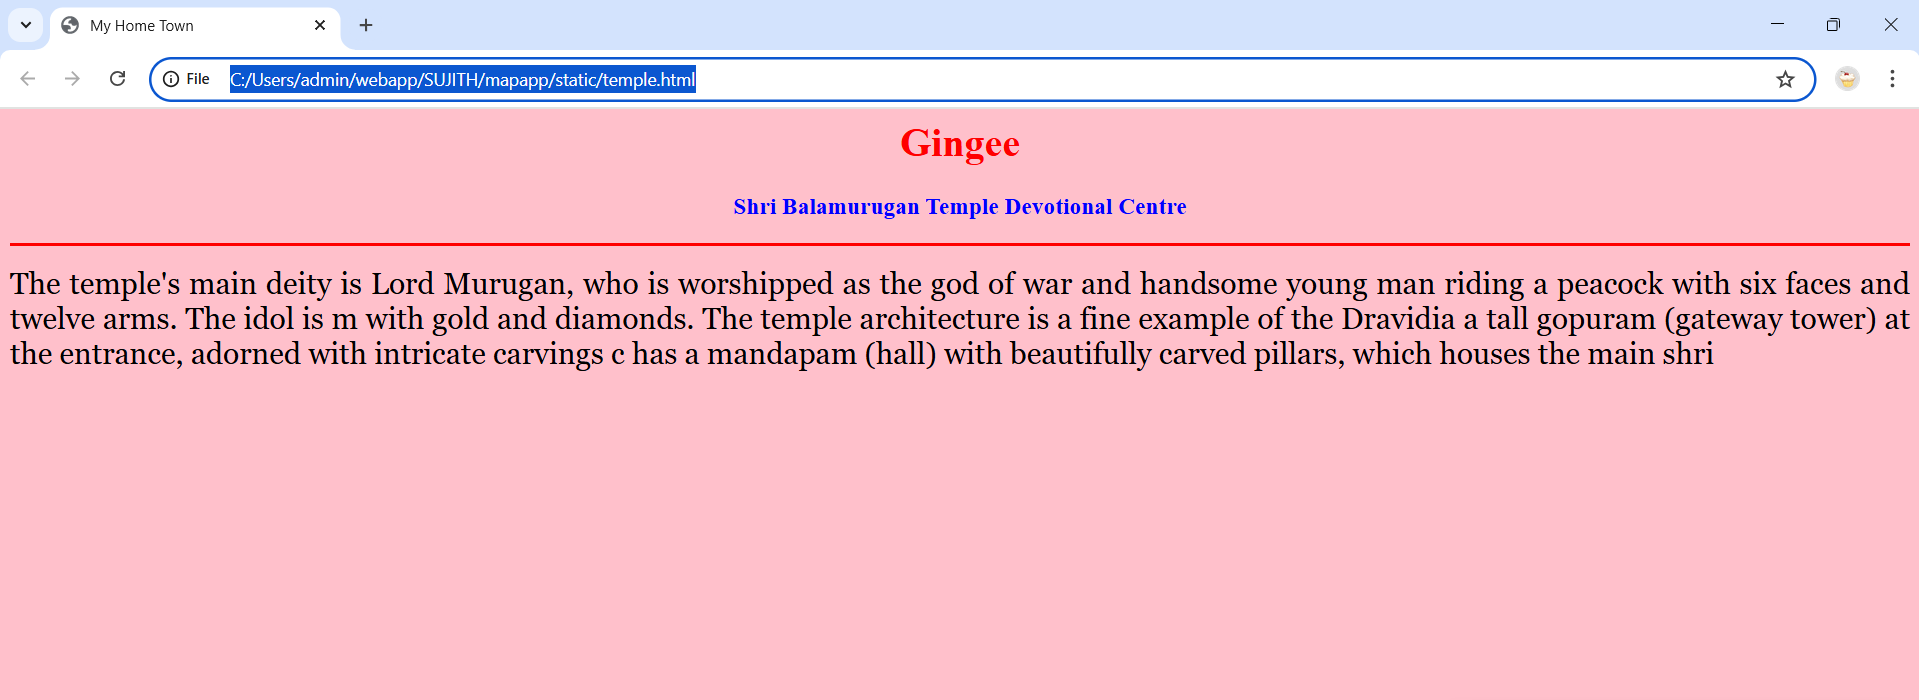 My Home Town
File C:/Users/admin/webapp/SUJITH/mapapp/static/temple.html
Gingee
Shri Balamurugan Temple Devotional Centre
The temple's main deity is Lord Murugan, who is worshipped as the god of war and handsome young man riding a peacock with six faces and
twelve arms. The idol is m with gold and diamonds. The temple architecture is a fine example of the Dravidia a tall gopuram (gateway tower) at
the entrance, adorned with intricate carvings c has a mandapam (hall) with beautifully carved pillars, which houses the main shri